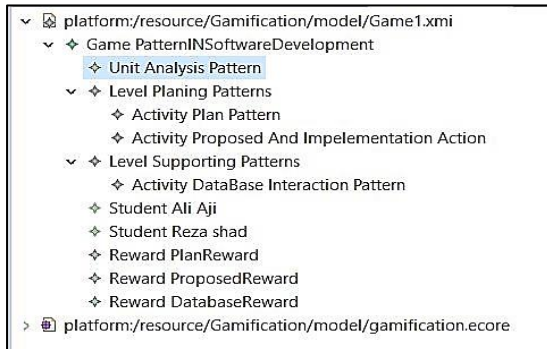 platform:/resource/Gamification/model/Game1.xmi
Game PatternINSoftwareDevelopment
Unit Analysis Pattern
Level Planing Patterns
Activity Plan Pattern
Activity Proposed And Impelementation Action
Level Supporting Patterns
Activity DataBase Interaction Pattern
Student Ali Aji
Student Reza shad
Reward PlanReward
Reward ProposedReward
Reward DatabaseReward
platform:/resource/Gamification/model/gamification.ecore